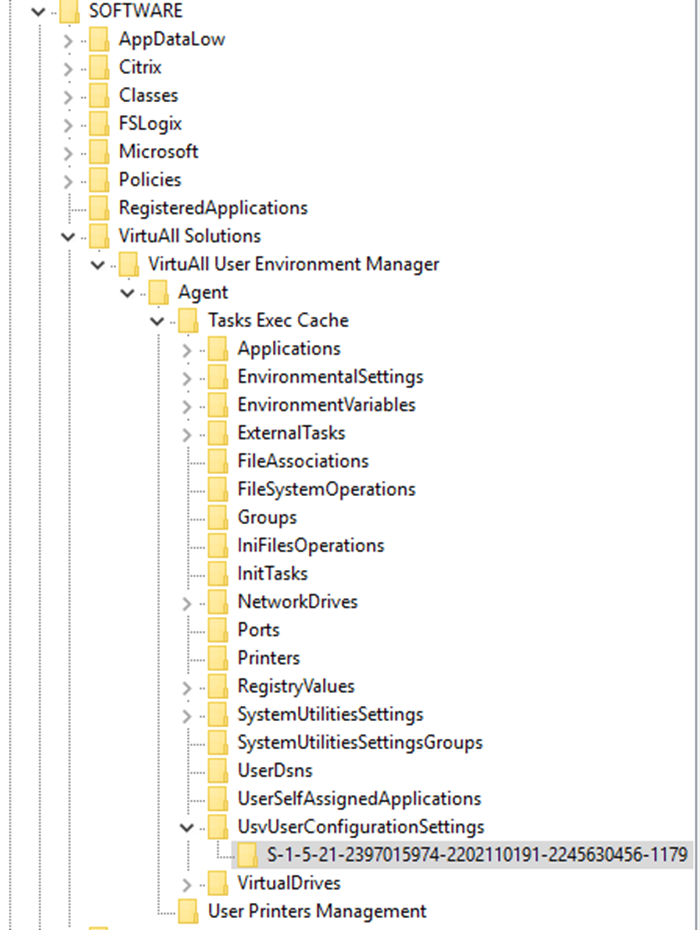 SOFTWARE
AppDataLow
Citrix
Classes
FSLogix
Microsoft
Policies
RegisteredApplications
VirtuAll Solutions
VirtuAll User Environment Manager
Agent
Tasks Exec Cache
Applications
EnvironmentalSettings
EnvironmentVariables
ExternalTasks
FileAssociations
FileSystemOperations
Groups
IniFilesOperations
InitTasks
NetworkDrives
Ports
Printers
RegistryValues
SystemUtilitiesSettings
SystemUtilitiesSettingsGroups
UserDsns
UserSelfAssignedApplications
UsvUserConfigurationSettings
S-1-5-21-2397015974-2202110191-2245630456-1179
VirtualDrives
User Printers Management